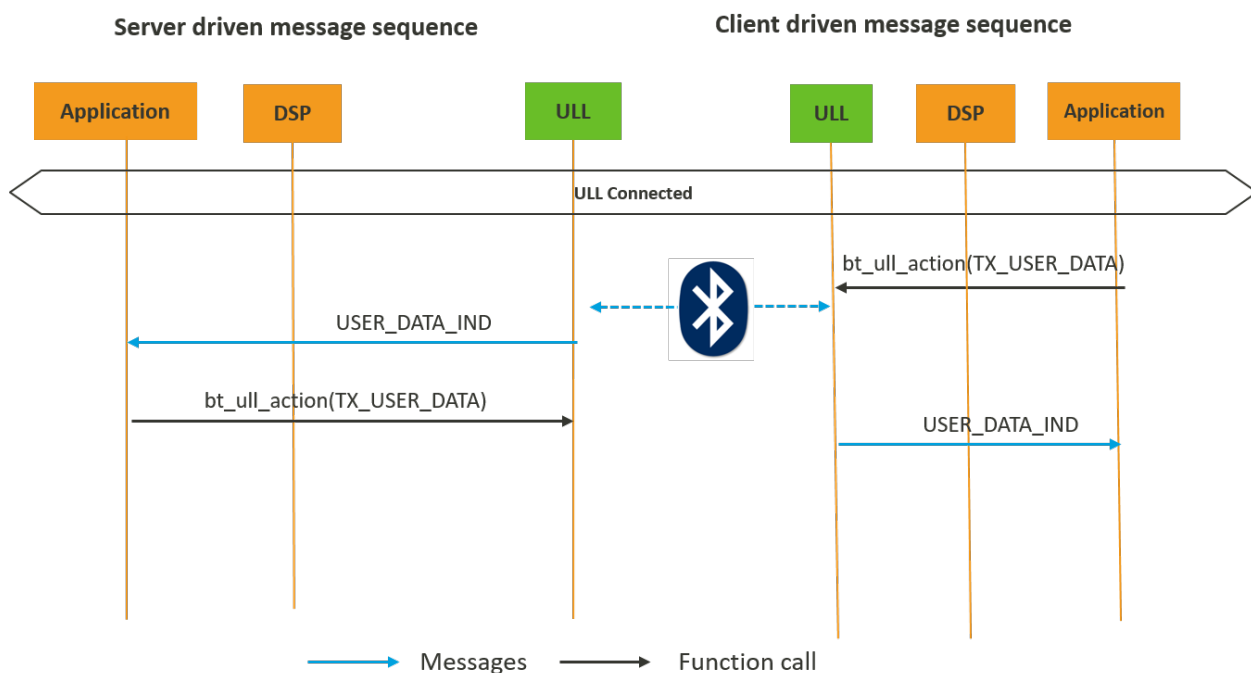 Server driven message sequence
Client driven message sequence
Application
DSP
ULL
ULL
DSP
Application
ULL Connected
bt_ull_action(TX_USER_DATA)
USER_DATA_IND
bt_ull_action(TX_USER_DATA)
USER_DATA_IND
Messages
Function call